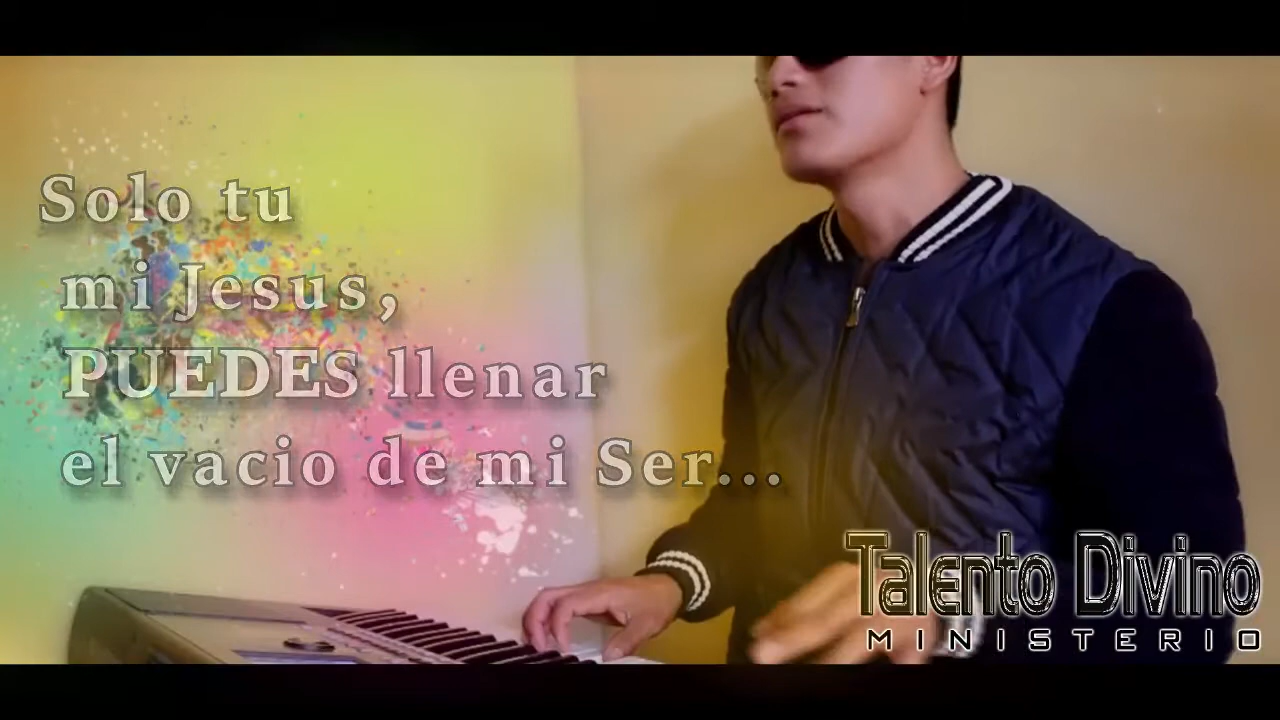 Solo tu
mi Jesus,
PUEDES llenar
el vacio de mi Ser...
Talento Divino
MINISTERIO